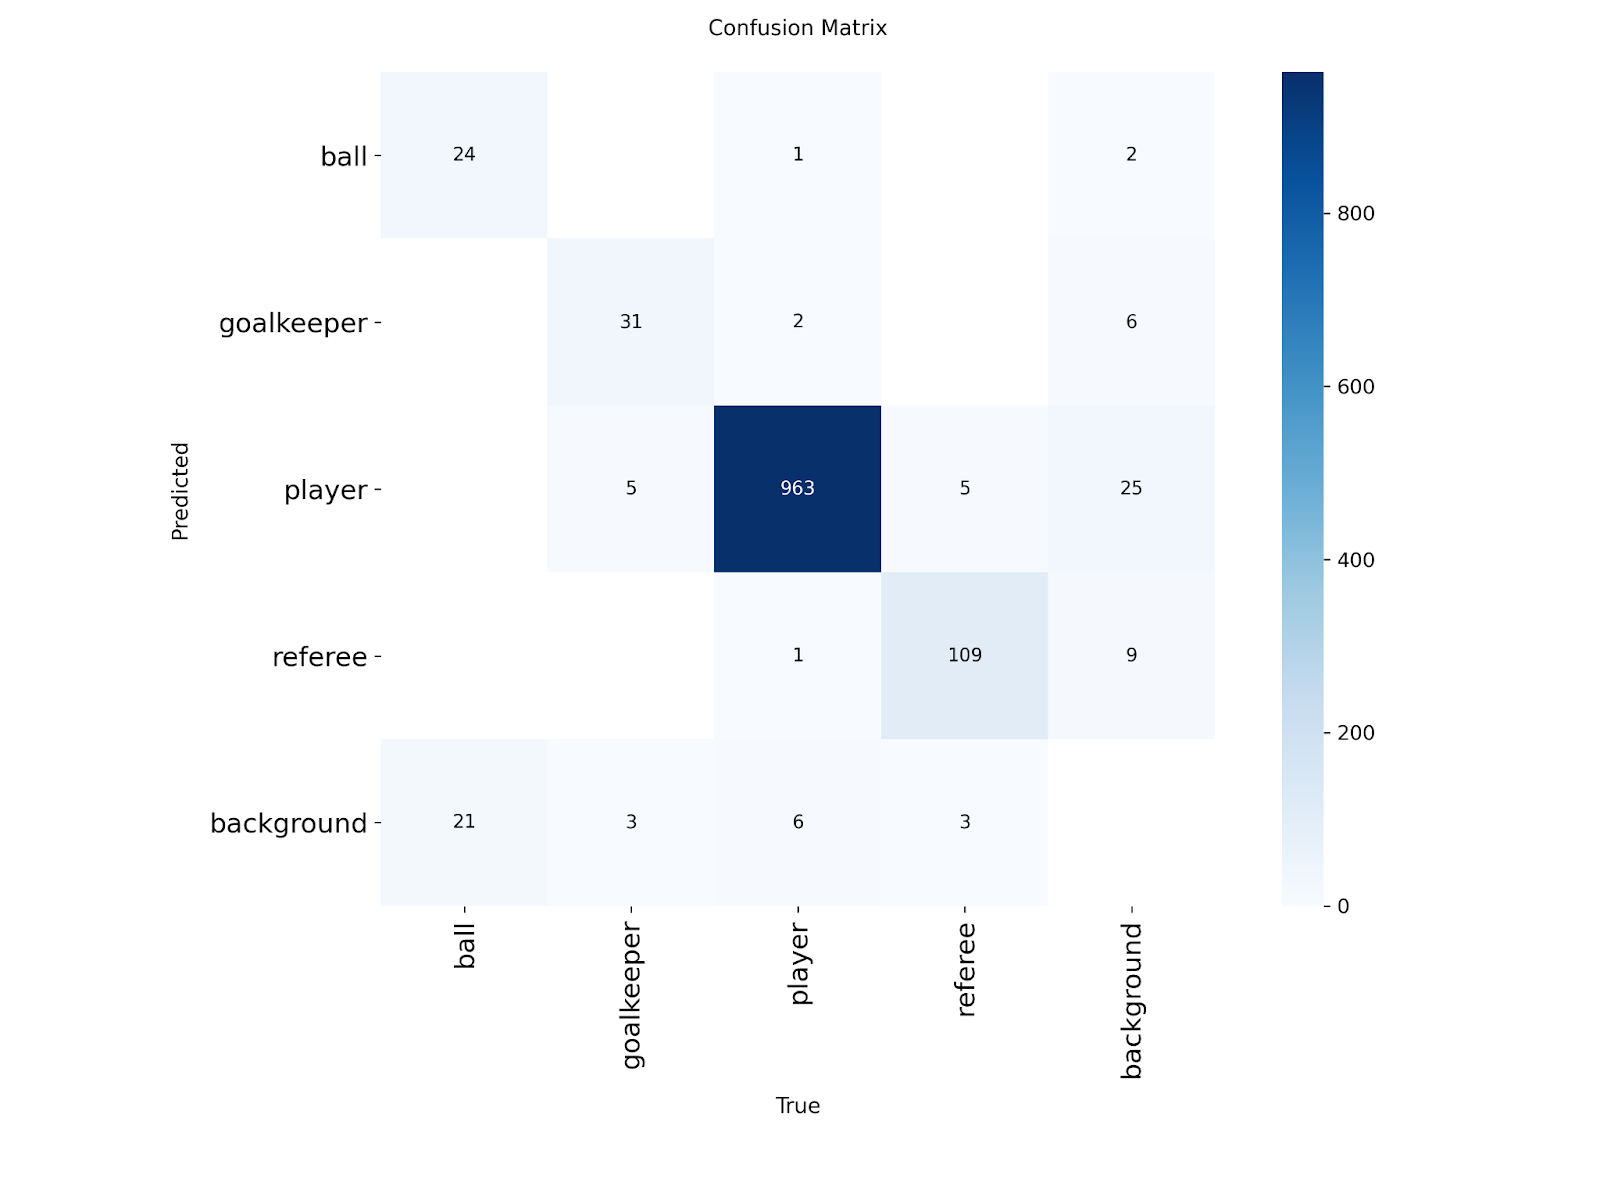 Confusion Matrix
ball
24
1
2
goalkeeper
31
2
6
player
5
963
5
25
referee
1
109
9
background
21
3
6
3
Predicted
ball
goalkeeper
player
referee
background
True
800
600
400
200
0